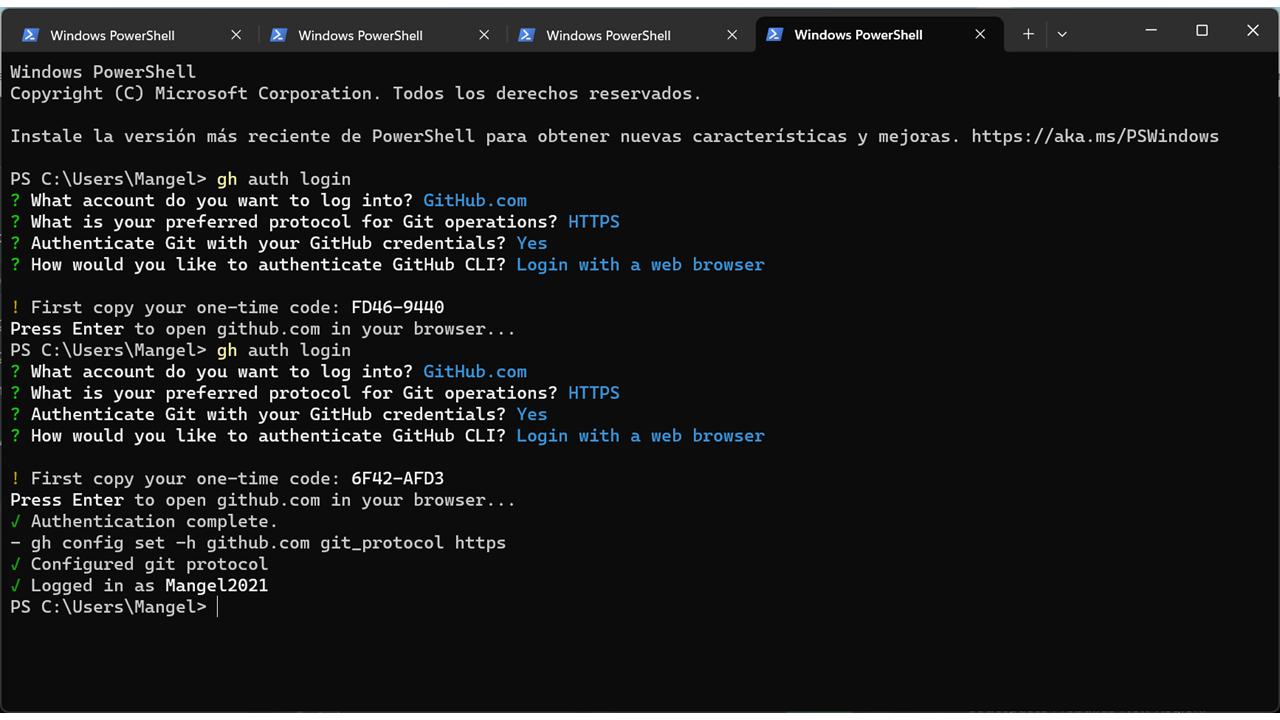 Windows PowerShell
Windows PowerShell
Windows PowerShell
Windows PowerShell
Windows PowerShell
Copyright (C) Microsoft Corporation. Todos los derechos reservados.
Instale la versión más reciente de PowerShell para obtener nuevas características y mejoras. https://aka.ms/PSWindows
PS C:\Users\Mangel> gh auth login
? What account do you want to log into? GitHub.com
? What is your preferred protocol for Git operations? HTTPS
? Authenticate Git with your GitHub credentials? Yes
? How would you like to authenticate GitHub CLI? Login with a web browser
! First copy your one-time code: FD46-9440
Press Enter to open github.com in your browser...
PS C:\Users\Mangel> gh auth login
? What account do you want to log into? GitHub.com
? What is your preferred protocol for Git operations? HTTPS
? Authenticate Git with your GitHub credentials? Yes
? How would you like to authenticate GitHub CLI? Login with a web browser
! First copy your one-time code: 6F42-AFD3
Press Enter to open github.com in your browser...
✓ Authentication complete.
- gh config set -h github.com git_protocol https
✓ Configured git protocol
✓ Logged in as Mangel2021
PS C:\Users\Mangel>